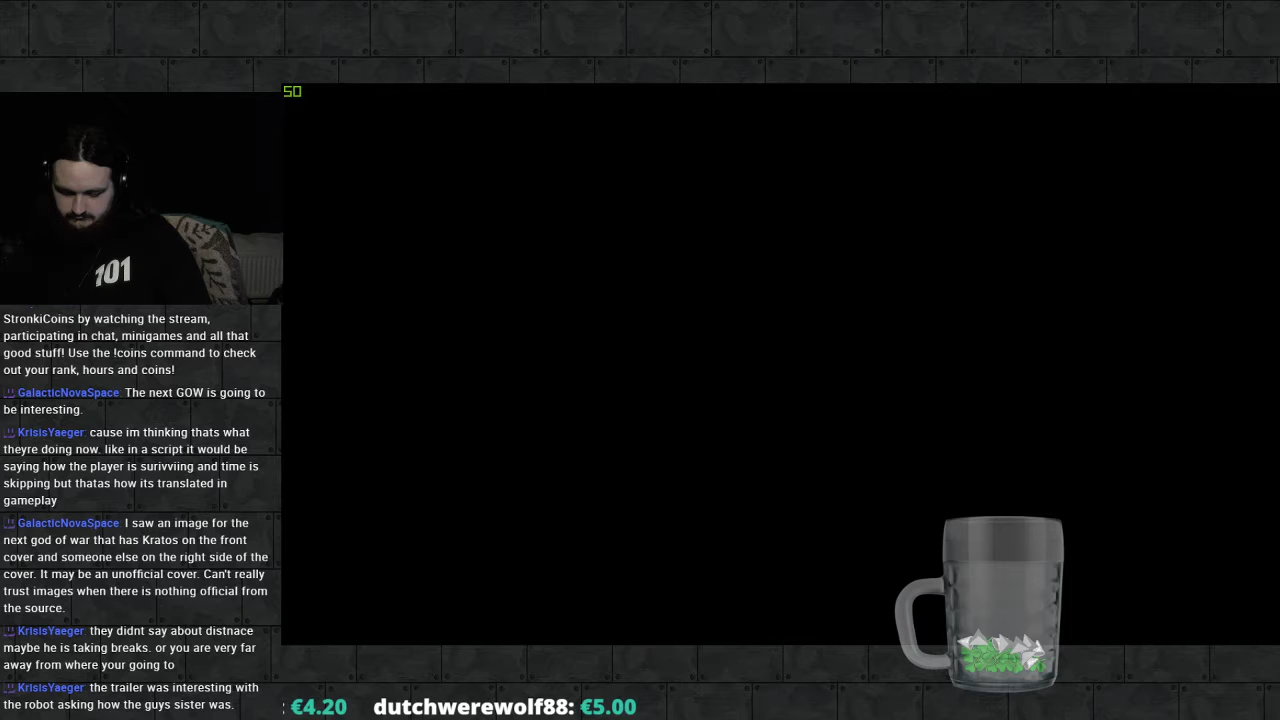 50
101
StronkiCoins by watching the stream,
participating in chat, minigames and all that
good stuff! Use the !coins command to check
out your rank, hours and coins!
GalacticNovaSpace: The next GOW is going to
be interesting.
KrisisYaeger: cause im thinking thats what
theyre doing now. like in a script it would be
saying how the player is surivviing and time is
skipping but thatas how its translated in
gameplay
GalacticNovaSpace: I saw an image for the
next god of war that has Kratos on the front
cover and someone else on the right side of the
cover. It may be an unofficial cover. Can't really
trust images when there is nothing official from
the source.
KrisisYaeger: they didnt say about distnace
maybe he is taking breaks. or you are very far
away from where your going to
KrisisYaeger: the trailer was interesting with
the robot asking how the guys sister was.
: €4.20 dutchwerewolf88: €5.00